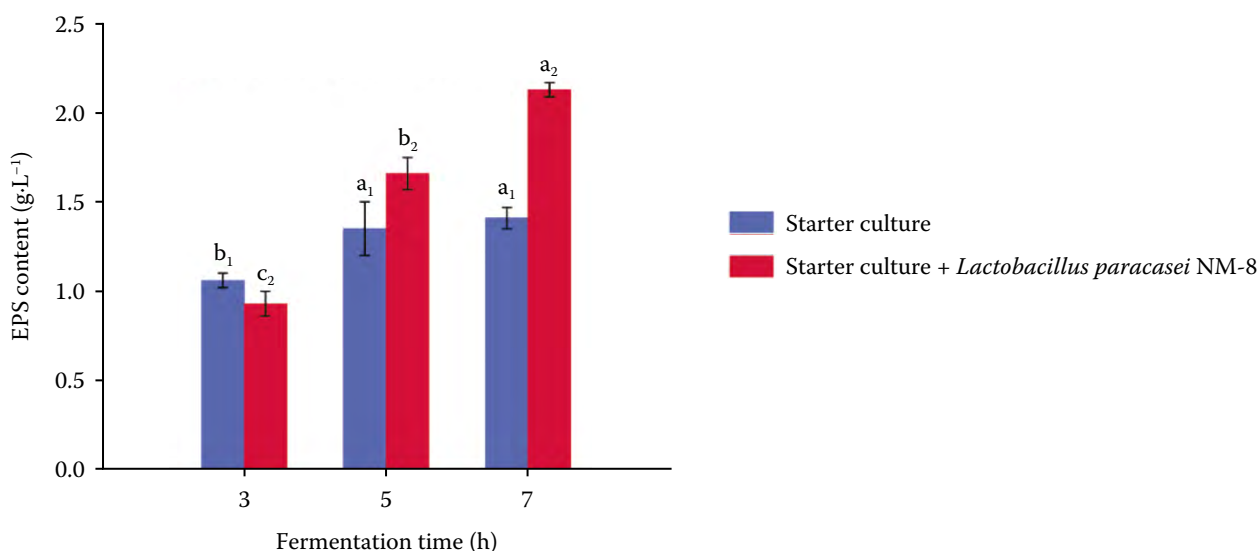 2.5
a₂
2.0
b₂
EPS content (g·L⁻¹)
a₁
a₁
1.5
Starter culture
b₁
c₂
Starter culture + Lactobacillus paracasei NM-8
1.0
0.5
0.0
3 5 7
Fermentation time (h)